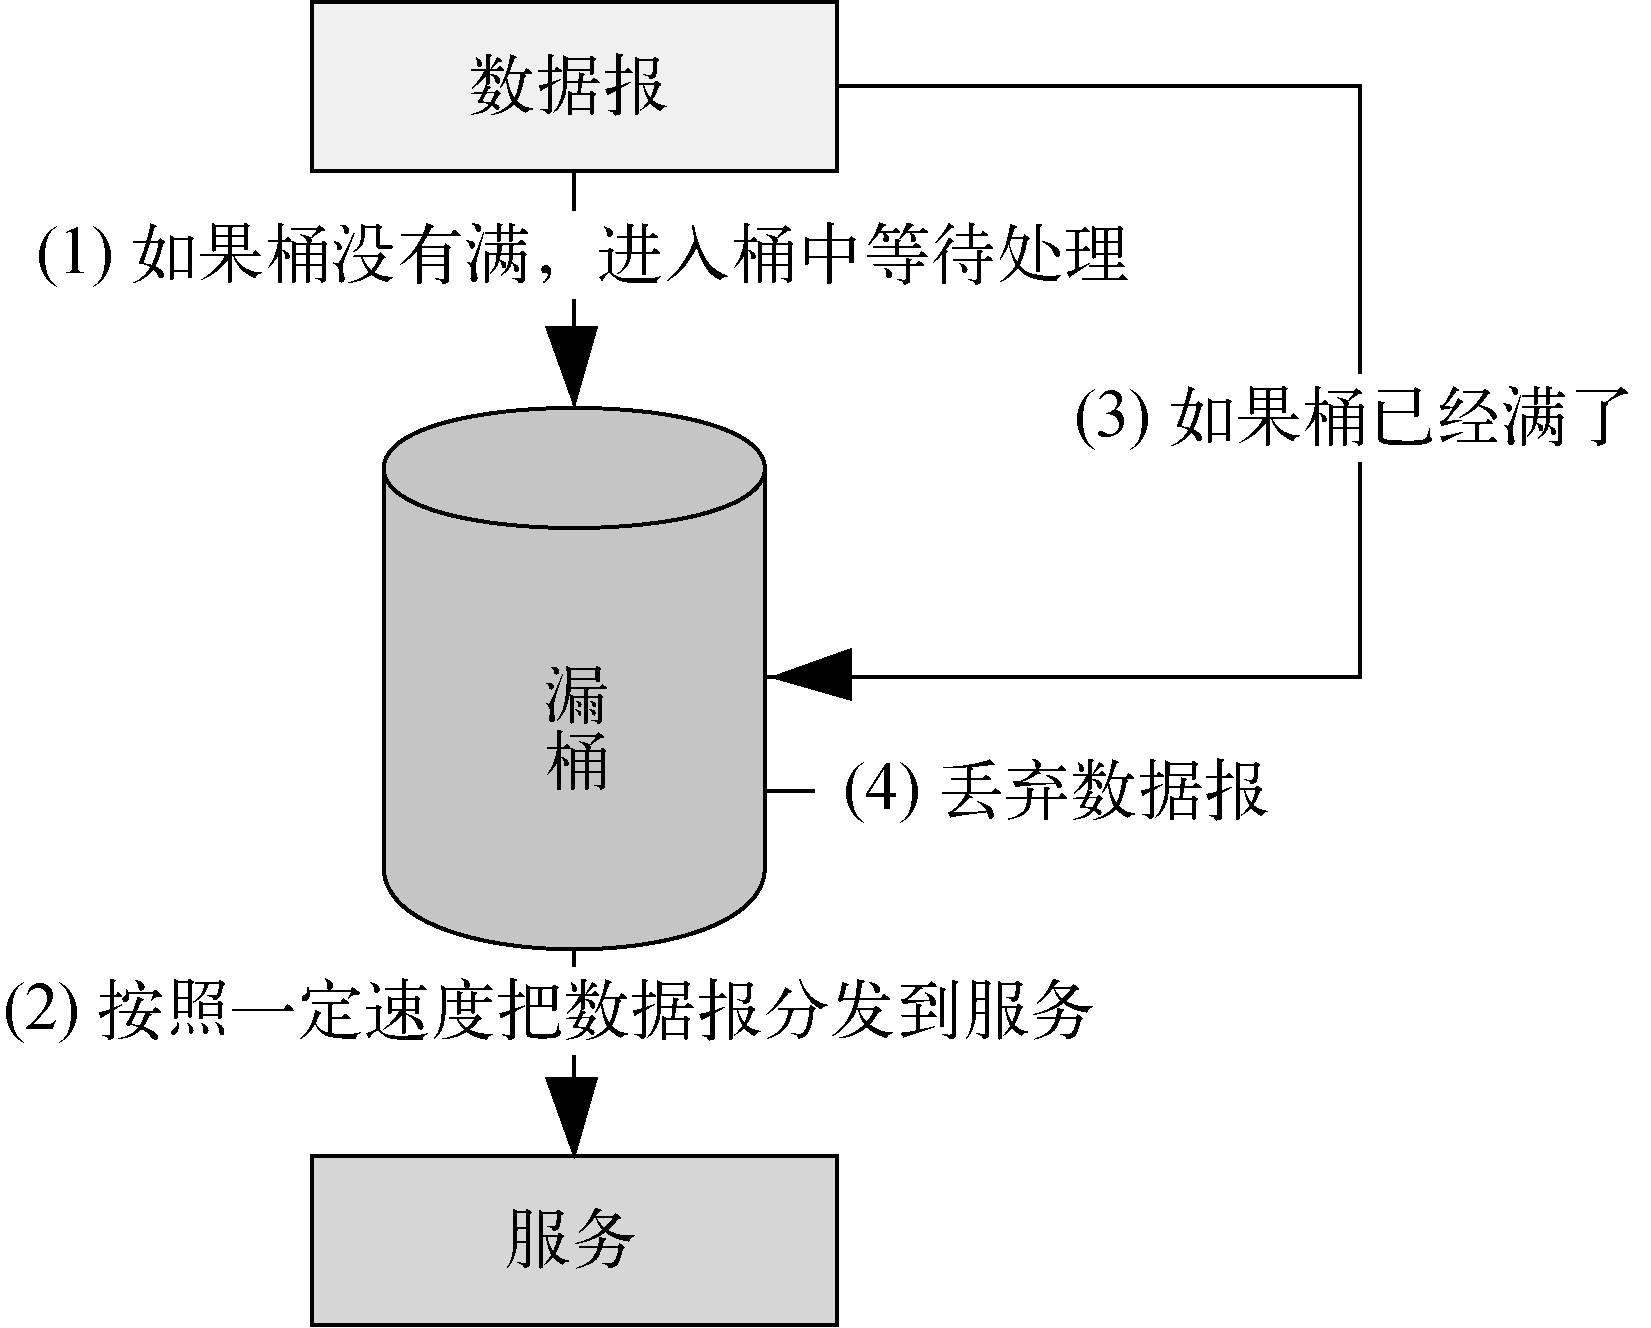 数据报
(1) 如果桶没有满，进入桶中等待处理
(3) 如果桶已经满了
漏
桶
(4) 丢弃数据报
(2) 按照一定速度把数据报分发到服务
服务